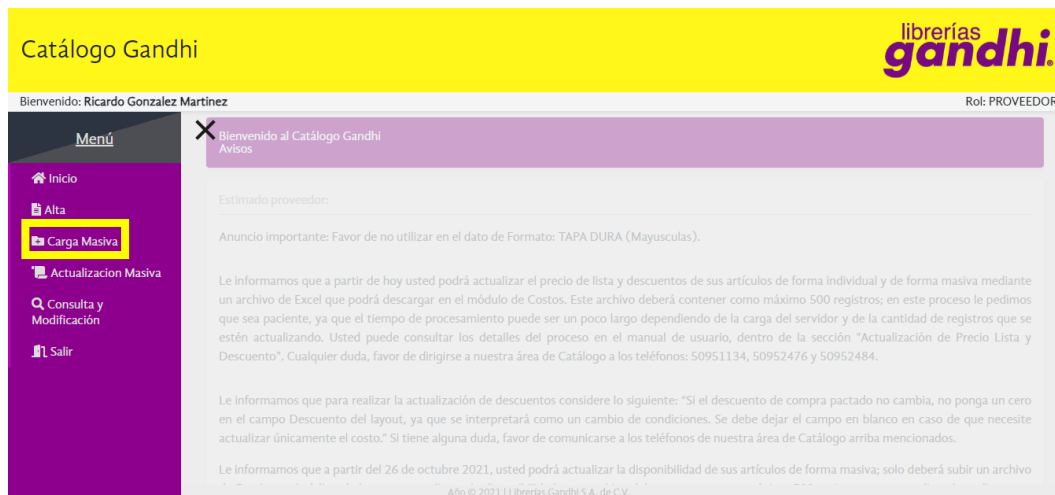 Catálogo Gandhi
librerías
gandhi.
Bienvenido: Ricardo Gonzalez Martinez
Rol: PROVEEDOR
Menú
Inicio
Alta
Carga Masiva
Actualizacion Masiva
Consulta y
Modificación
Salir
Bienvenido al Catálogo Gandhi
Avisos
Estimado proveedor:
Anuncio importante: Favor de no utilizar en el dato de Formato: TAPA DURA (Mayusculas).
Le informamos que a partir de hoy usted podrá actualizar el precio de lista y descuentos de sus artículos de forma individual y de forma masiva mediante
un archivo de Excel que podrá descargar en el módulo de Costos. Este archivo deberá contener como máximo 500 registros; en este proceso le pedimos
que sea paciente, ya que el tiempo de procesamiento puede ser un poco largo dependiendo de la carga del servidor y de la cantidad de registros que se
estén actualizando. Usted puede consultar los detalles del proceso en el manual de usuario, dentro de la sección "Actualización de Precio Lista y
Descuento". Cualquier duda, favor de dirigirse a nuestra área de Catálogo a los teléfonos: 50951134, 50952476 y 50952484.
Le informamos que para realizar la actualización de descuentos considere lo siguiente: "Si el descuento de compra pactado no cambia, no ponga un cero
en el campo Descuento del layout, ya que se interpretará como un cambio de condiciones. Se debe dejar el campo en blanco en caso de que necesite
actualizar únicamente el costo." Si tiene alguna duda, favor de comunicarse a los teléfonos de nuestra área de Catálogo arriba mencionados.
Le informamos que a partir del 26 de octubre 2021, usted podrá actualizar la disponibilidad de sus artículos de forma masiva; solo deberá subir un archivo
Año © 2021 | Librerías Gandhi S.A. de C.V.